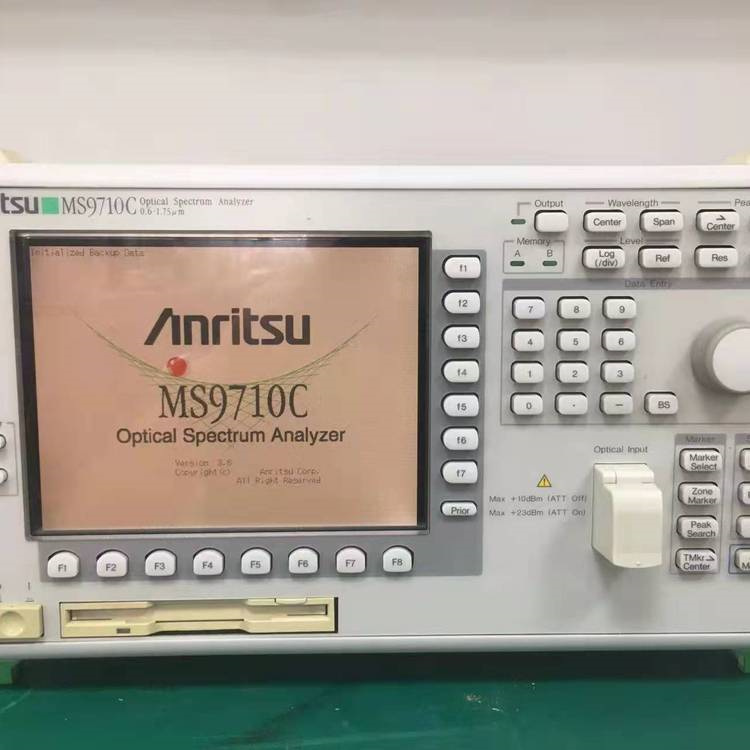 tsu MS9710C Optical Spectrum Analyzer
0.6-1.75μm
Initialized Backup Data
Anritsu
MS9710C
Optical Spectrum Analyzer
Version 3.6
Copyright(c) Anritsu Corp.
All Right Reserved
f1
f2
f3
f4
f5
f6
f7
Prior
F1 F2 F3 F4 F5 F6 F7 F8
Output
Memory
A B
Wavelength
Center Span
Level
Log (/div) Ref
Pea
Center
Res
Data Entry
7 8 9
4 5 6
1 2 3
0 · − BS
Optical Input
Max +10dBm (ATT Off)
Max +23dBm (ATT On)
Marker
Marker Select
Zone Marker
Peak Search
TMkr→ Center